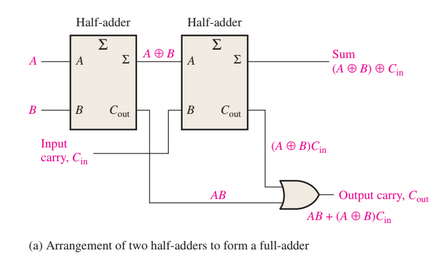 Half-adder
Half-adder
Σ
Σ
A
A
Σ
A ⊕ B
A
Σ
Sum
(A ⊕ B) ⊕ Cin
B
B
Cout
B
Cout
Input
carry, Cin
(A ⊕ B)Cin
AB
Output carry, Cout
AB + (A ⊕ B)Cin
(a) Arrangement of two half-adders to form a full-adder